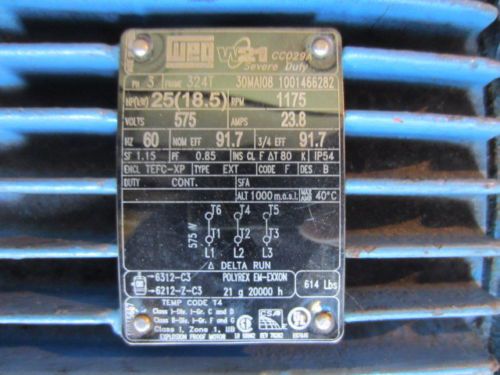 WEG W21 CC029A
Severe Duty
PH 3 FRAME 324T 30MAI08 1001466282
HP(kW) 25(18.5) RPM 1175
VOLTS 575 AMPS 23.8
HZ 60 NOM EFF 91.7 3/4 EFF 91.7
SF 1.15 PF 0.85 INS CL F ΔT 80 K IP54
ENCL TEFC-XP TYPE EXT CODE F DES B
DUTY CONT. SFA
ALT 1000 m.a.s.l. MAX AMB 40°C
T6 T4 T5
575 V
T1 T2 T3
L1 L2 L3
Δ DELTA RUN
6312-C3 POLYREX EM-EXXON
6212-Z-C3 21 g 20000 h
614 Lbs
TEMP CODE T4
Class I-Div. I-Gr. C and D
Class II-Div. I-Gr. F and G
Class I, Zone 1, IIB
EXPLOSION PROOF MOTOR